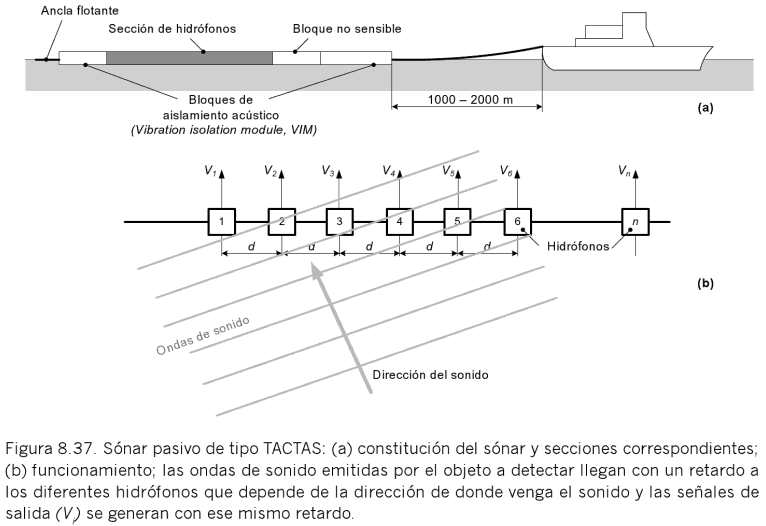 Ancla flotante
Sección de hidrófonos
Bloque no sensible
Bloques de
aislamiento acústico
(Vibration isolation module, VIM)
1000 – 2000 m
(a)
V1 V2 V3 V4 V5 V6 Vn
1 2 3 4 5 6 n
d d d d d
Hidrófonos
(b)
Ondas de sonido
Dirección del sonido
Figura 8.37. Sónar pasivo de tipo TACTAS: (a) constitución del sónar y secciones correspondientes;
(b) funcionamiento; las ondas de sonido emitidas por el objeto a detectar llegan con un retardo a
los diferentes hidrófonos que depende de la dirección de donde venga el sonido y las señales de
salida (Vi) se generan con ese mismo retardo.